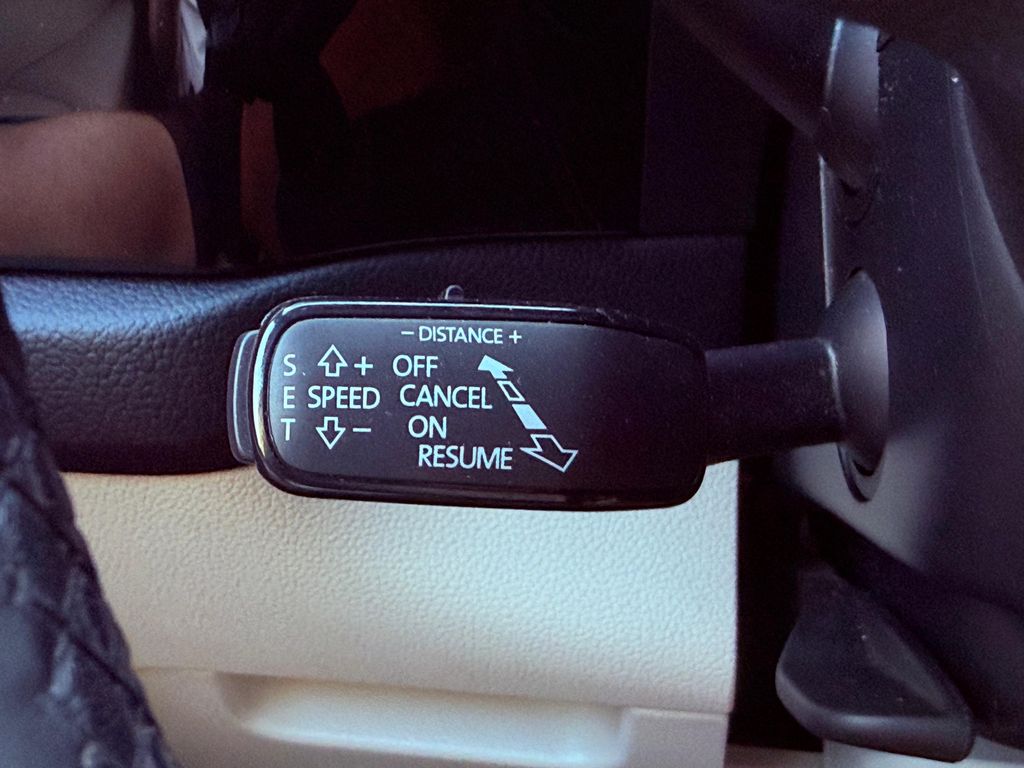 – DISTANCE +
S + OFF
E SPEED CANCEL
T – ON
RESUME